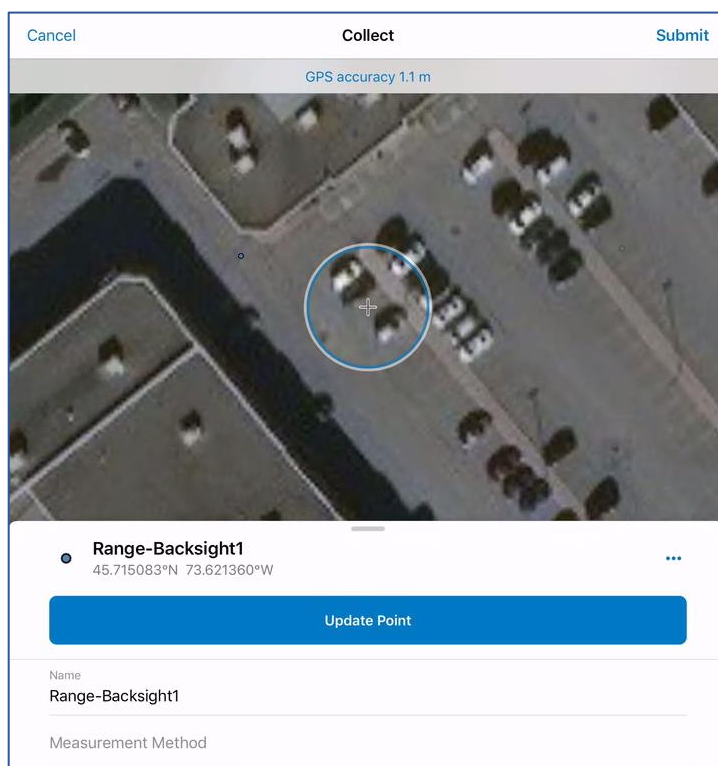 Cancel Collect Submit
GPS accuracy 1.1 m
Range-Backsight1
45.715083°N 73.621360°W
Update Point
Name
Range-Backsight1
Measurement Method